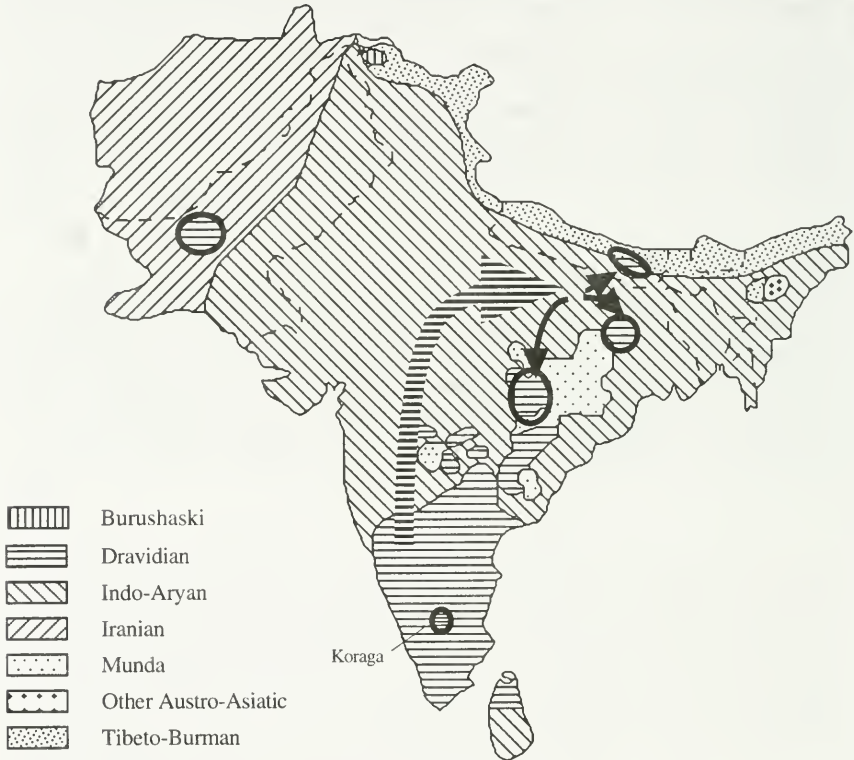 Koraga
Burushaski
Dravidian
Indo-Aryan
Iranian
Munda
Other Austro-Asiatic
Tibeto-Burman